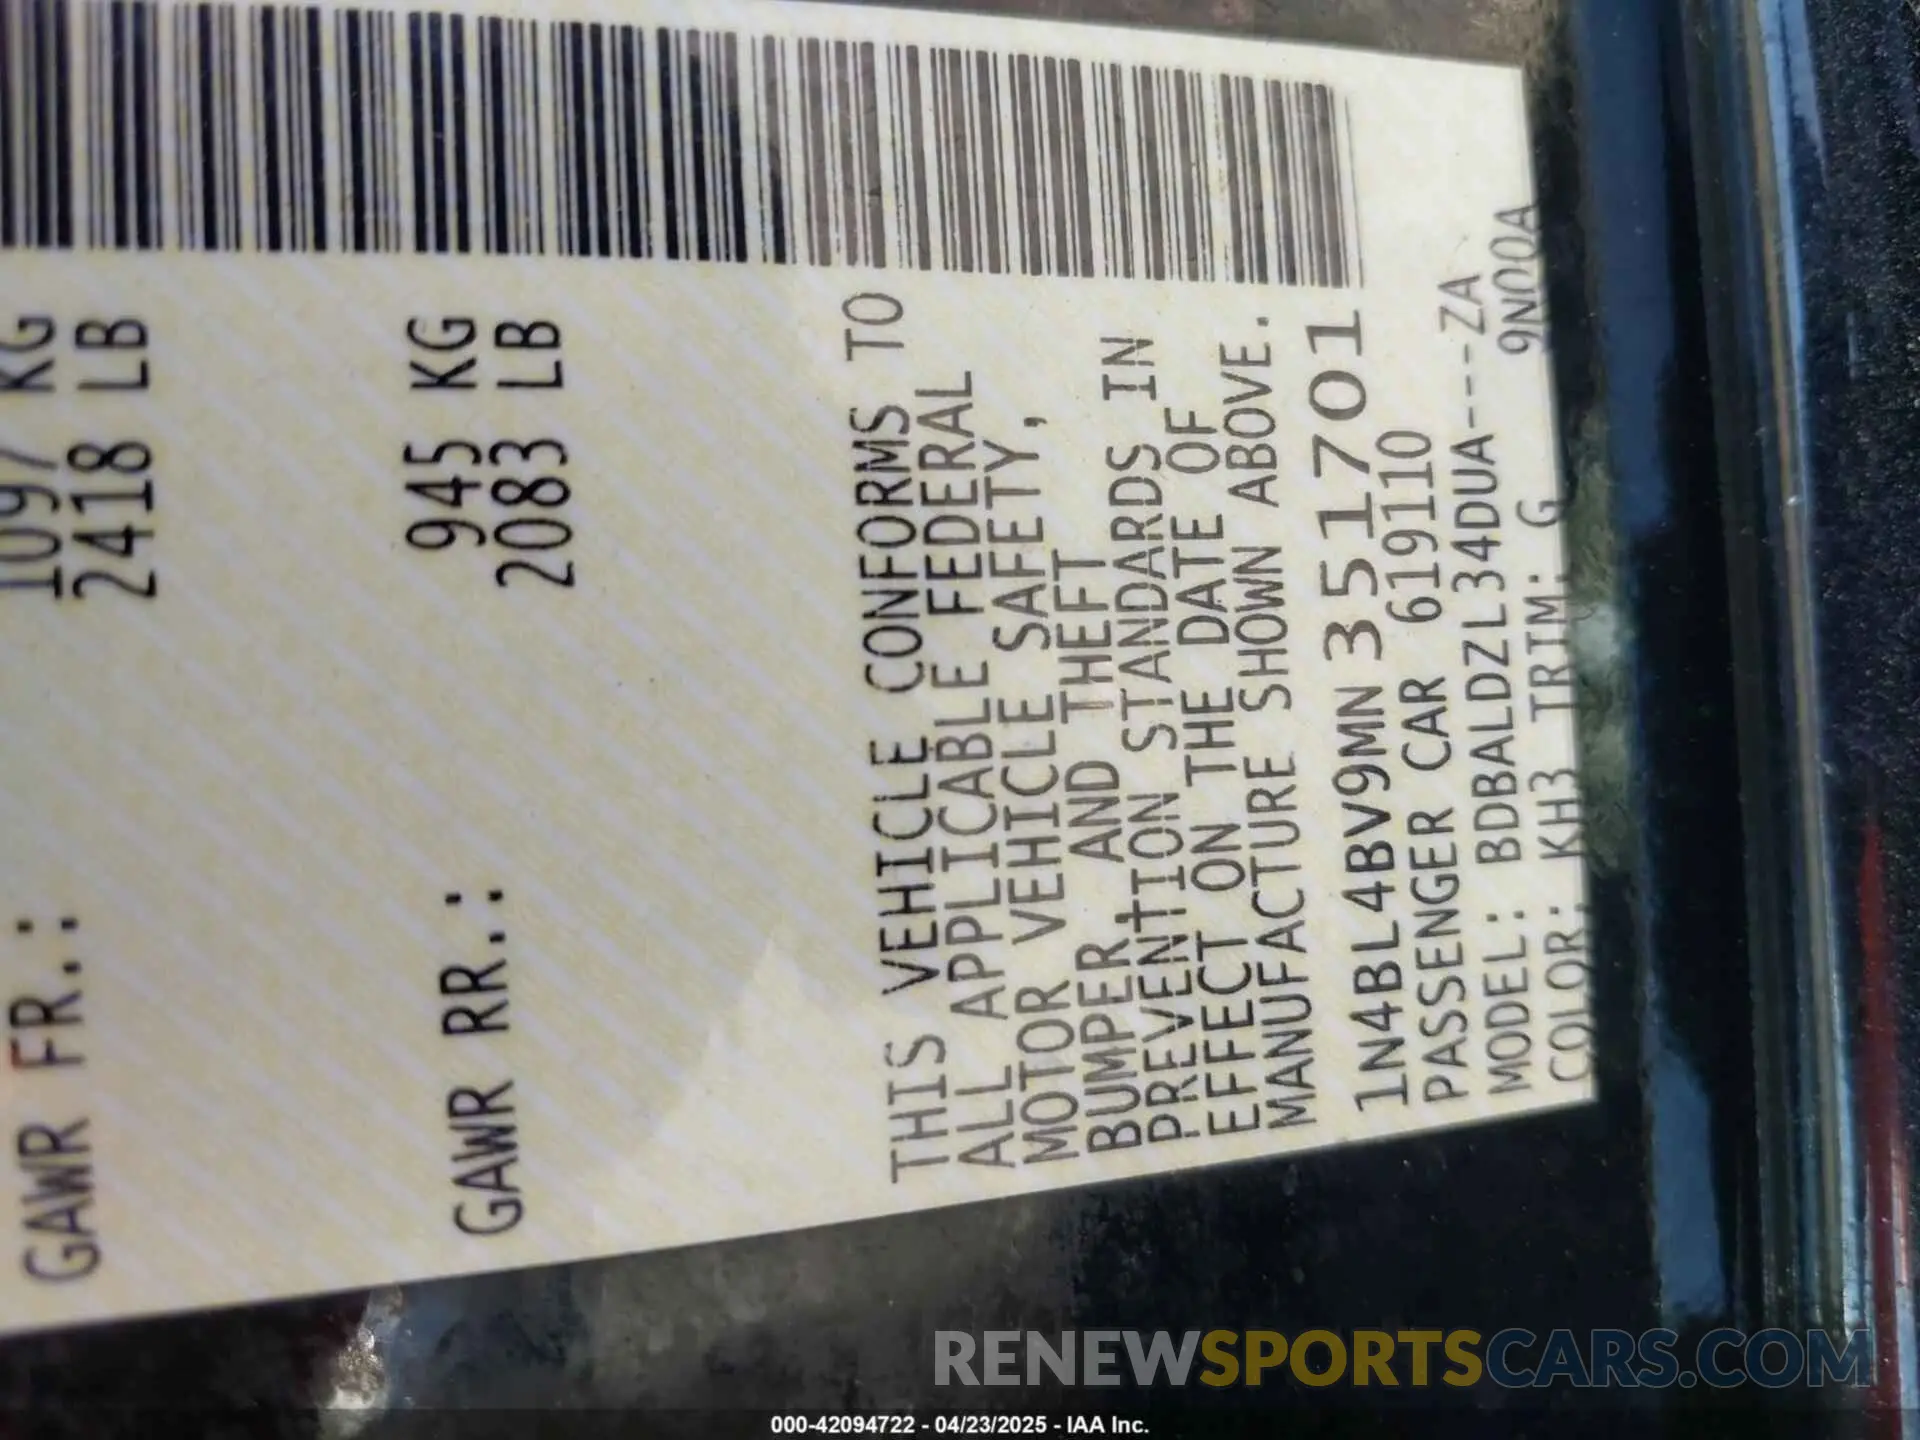 GAWR FR.: 1097 KG
2418 LB
GAWR RR.: 945 KG
2083 LB
THIS VEHICLE CONFORMS TO
ALL APPLICABLE FEDERAL
MOTOR VEHICLE SAFETY,
BUMPER, AND THEFT
PREVENTION STANDARDS IN
EFFECT ON THE DATE OF
MANUFACTURE SHOWN ABOVE.
1N4BL4BV9MN351701
PASSENGER CAR 619110
MODEL: BDBALDZL34DUA---ZA
COLOR: KH3 TRIM: G 9N00A
RENEWSPORTSCARS.COM
000-42094722 - 04/23/2025 - IAA Inc.